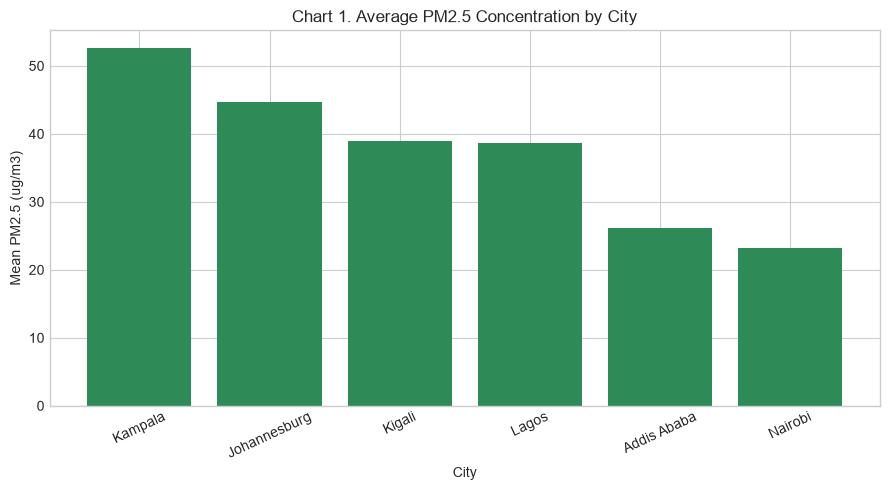 Chart 1. Average PM2.5 Concentration by City
Mean PM2.5 (ug/m3)
50
40
30
20
10
0
Kampala
Johannesburg
Kigali
Lagos
Addis Ababa
Nairobi
City